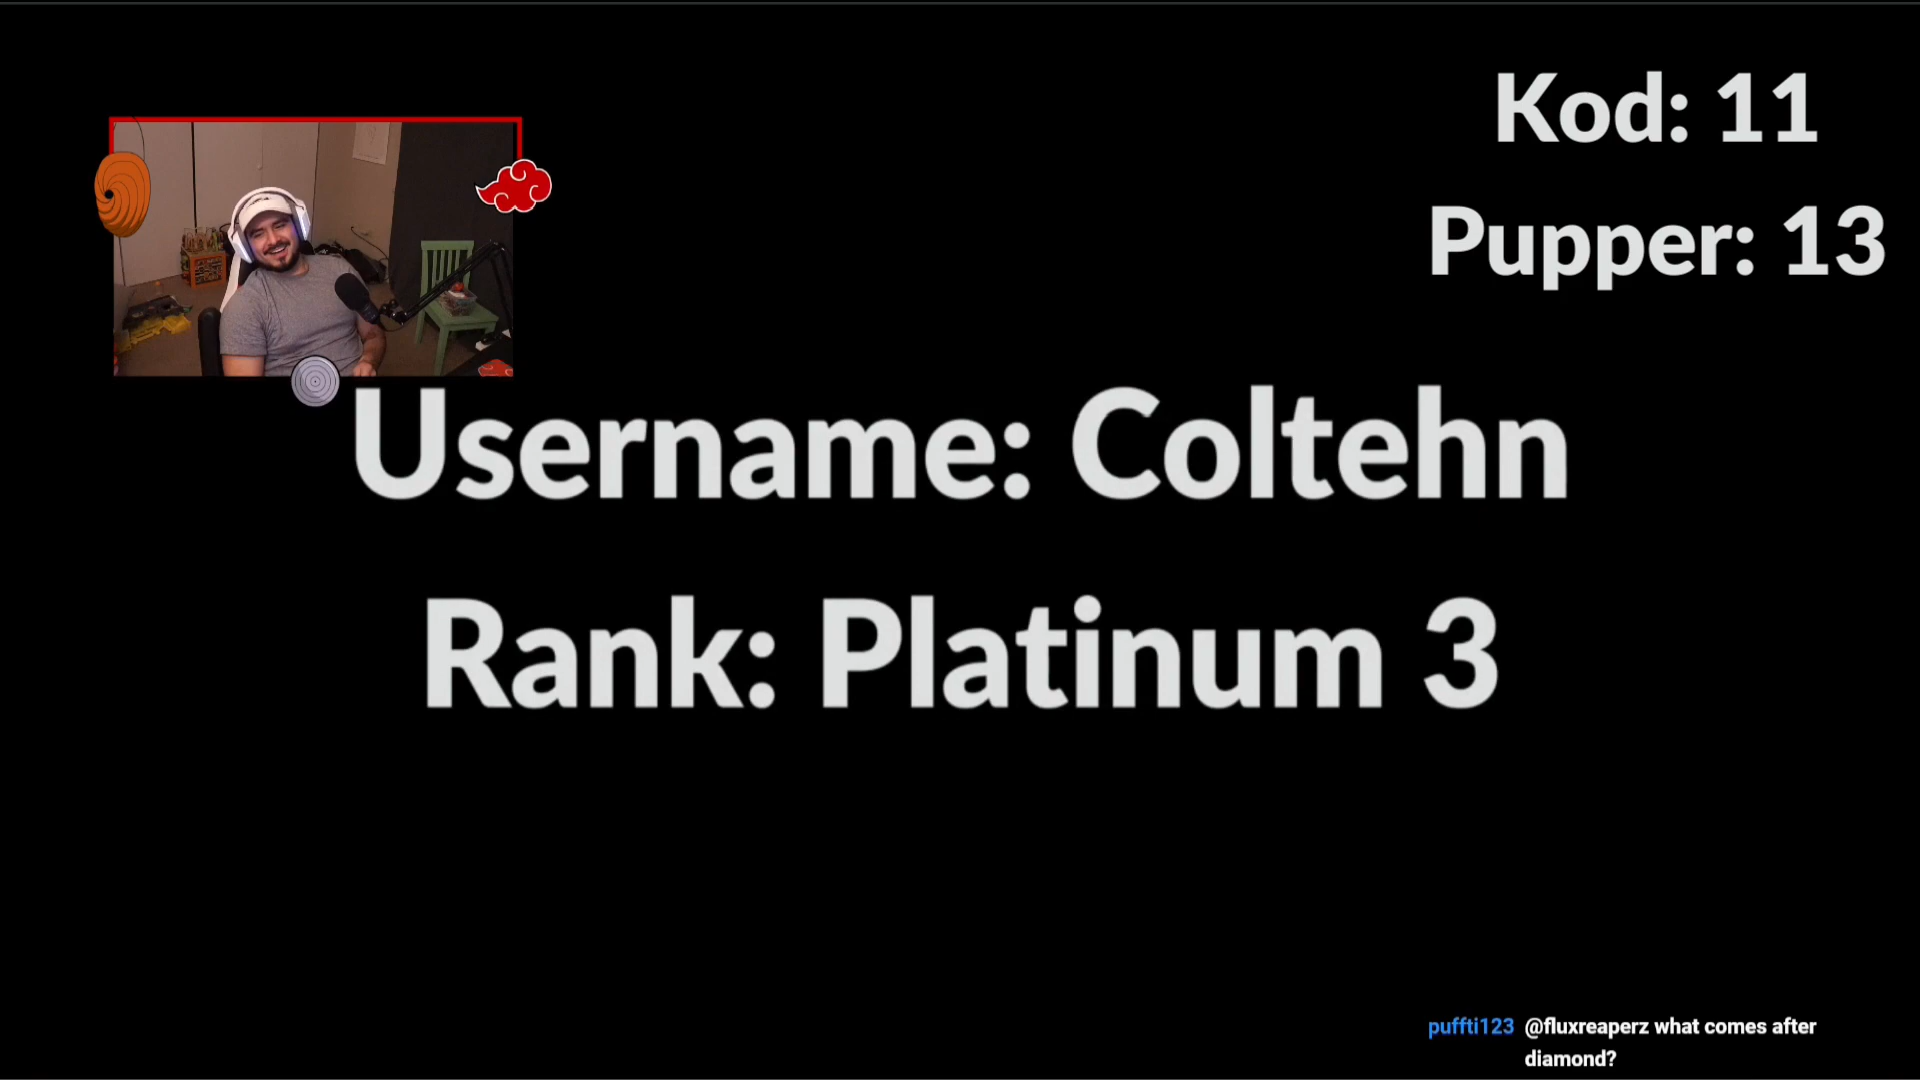 Kod: 11
Pupper: 13
Username: Coltehn
Rank: Platinum 3
puffti123 @fluxreaperz what comes after
diamond?